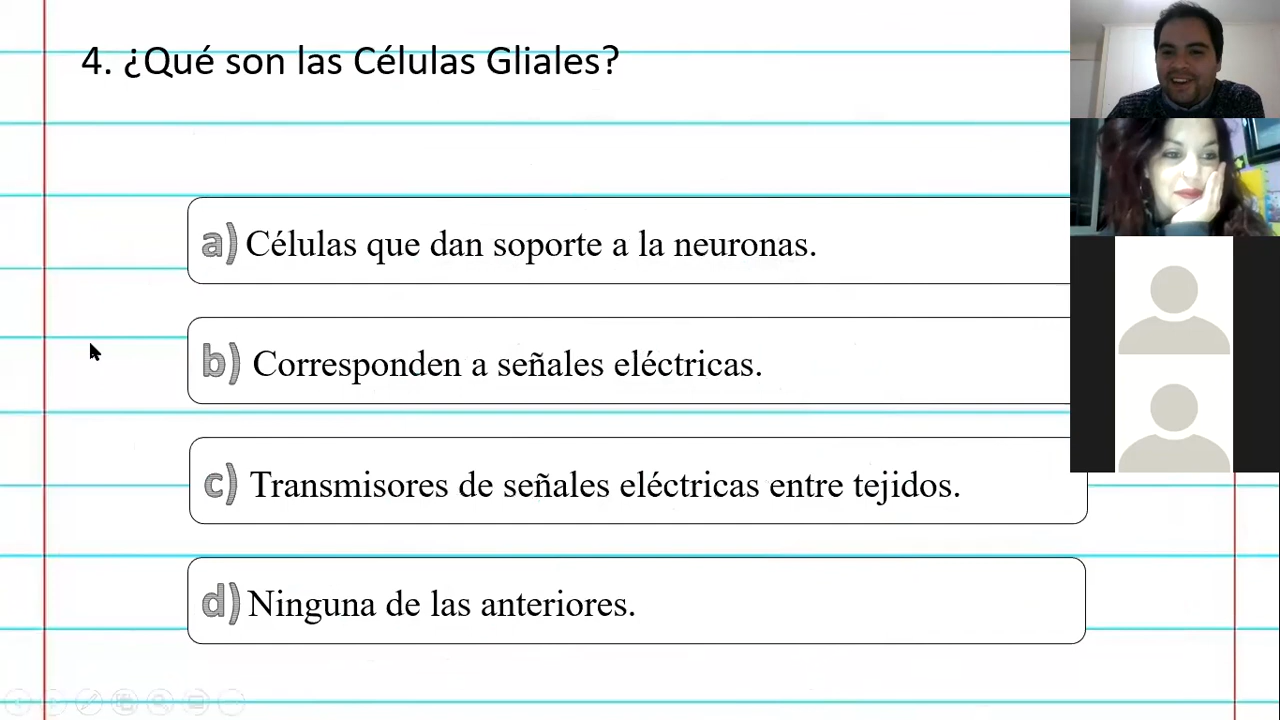 4. ¿Qué son las Células Gliales?
a) Células que dan soporte a la neuronas.
b) Corresponden a señales eléctricas.
c) Transmisores de señales eléctricas entre tejidos.
d) Ninguna de las anteriores.